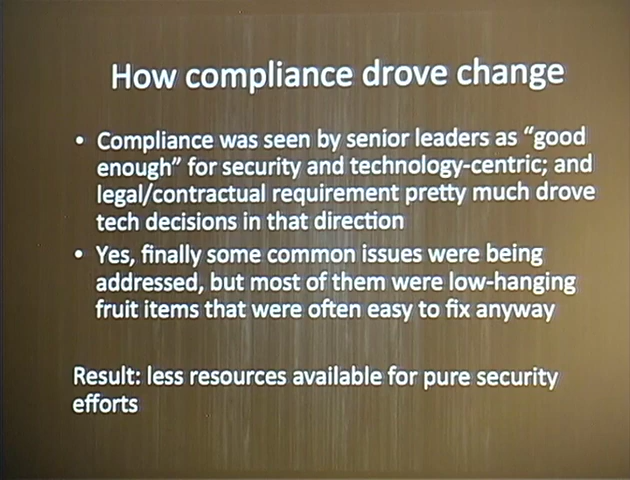 How compliance drove change
• Compliance was seen by senior leaders as “good
enough” for security and technology-centric; and
legal/contractual requirement pretty much drove
tech decisions in that direction
• Yes, finally some common issues were being
addressed, but most of them were low-hanging
fruit items that were often easy to fix anyway
Result: less resources available for pure security
efforts